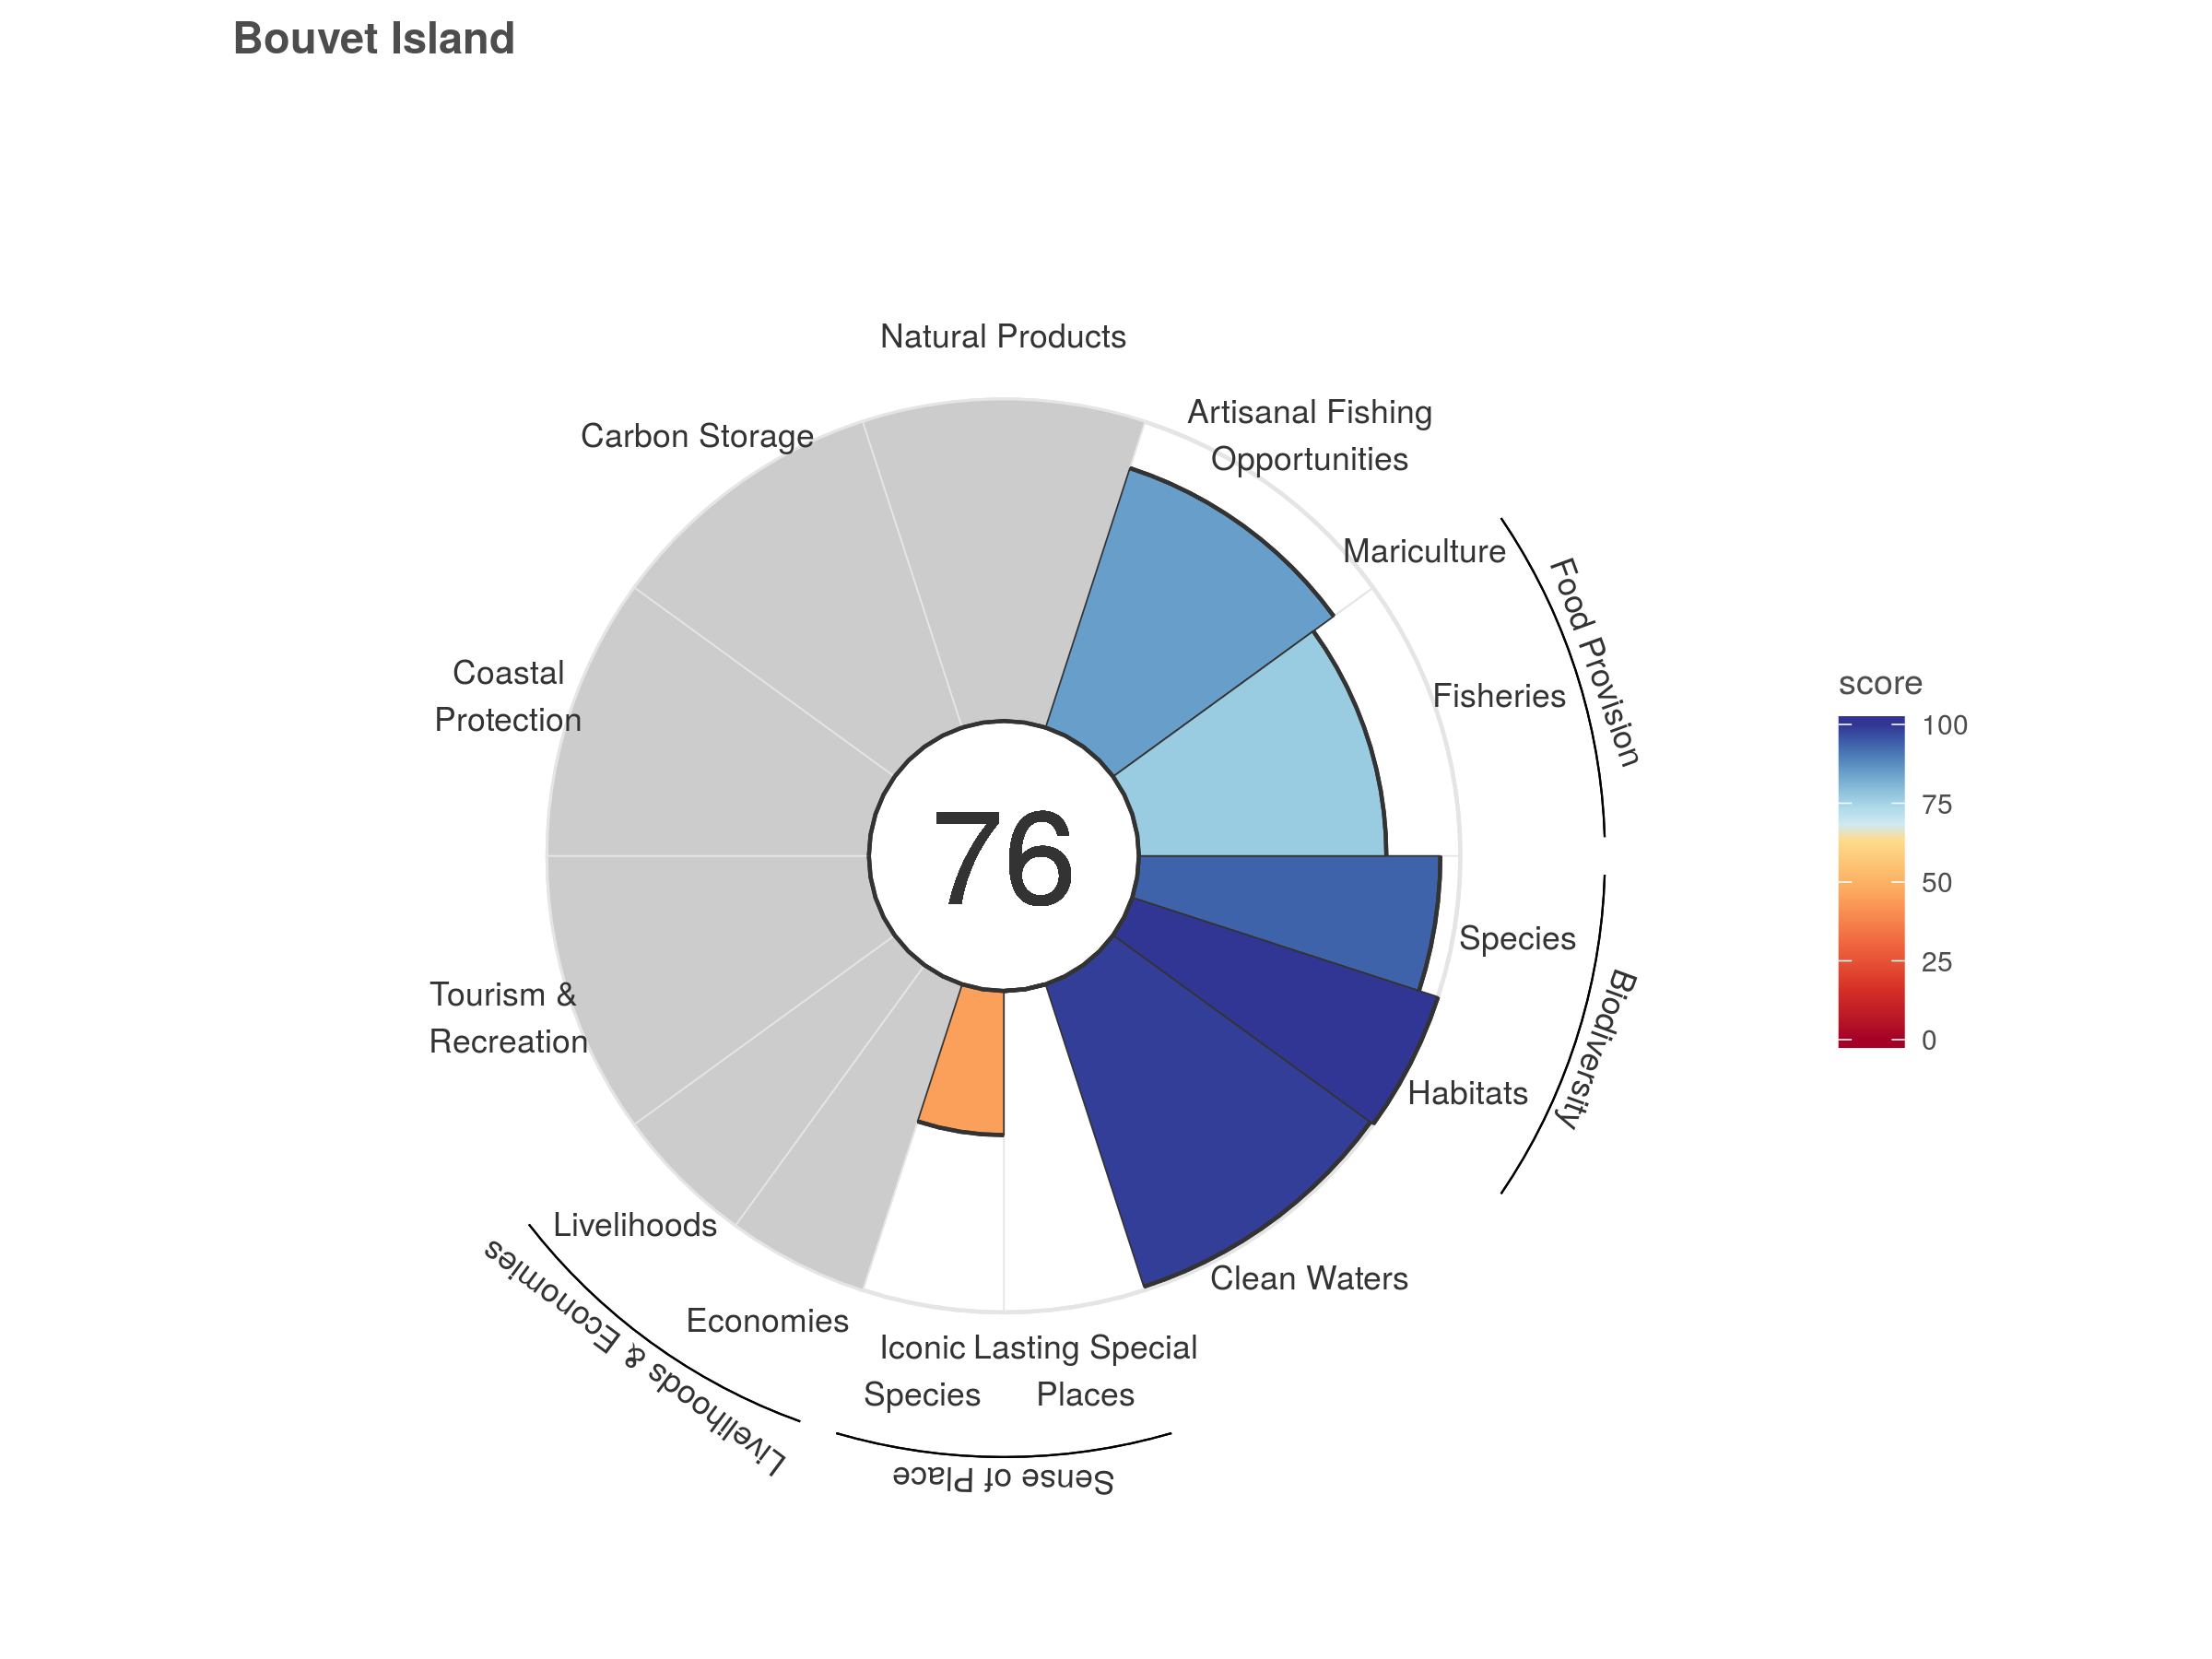 Bouvet Island
Natural Products
Artisanal Fishing
Opportunities
Carbon Storage
Mariculture
Food Provision
Fisheries
Coastal
Protection
score
100
75
50
25
0
76
Species
Biodiversity
Habitats
Tourism &
Recreation
Livelihoods
Livelihoods & Economies
Economies
Clean Waters
Iconic
Species
Lasting Special
Places
Sense of Place